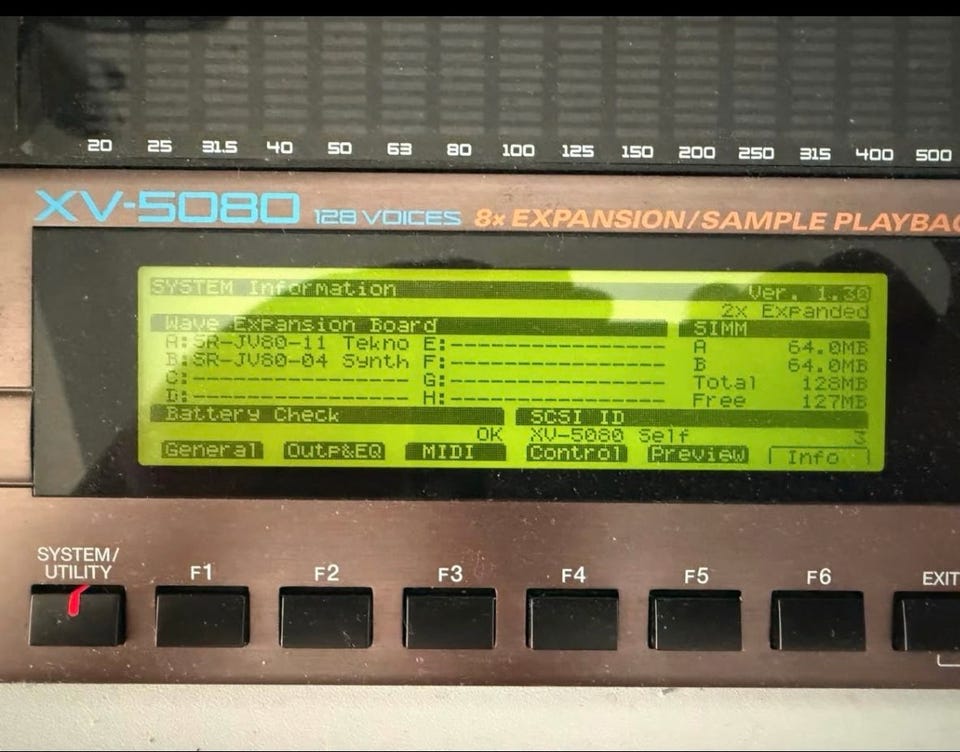 20 25 31.5 40 50 63 80 100 125 150 200 250 315 400 500
XV-5080 128 VOICES 8x EXPANSION/SAMPLE PLAYBAC
SYSTEM Information Ver. 1.30
2x Expanded
Wave Expansion Board SIMM
A:SR-JV80-11 Tekno E:-------------------- A 64.0MB
B:SR-JV80-04 Synth F:-------------------- B 64.0MB
C:-------------------- G:-------------------- Total 128MB
D:-------------------- H:-------------------- Free 127MB
Battery Check SCSI ID
OK XV-5080 Self 3
General Outp&EQ MIDI Control Preview Info
SYSTEM/
UTILITY F1 F2 F3 F4 F5 F6 EXIT